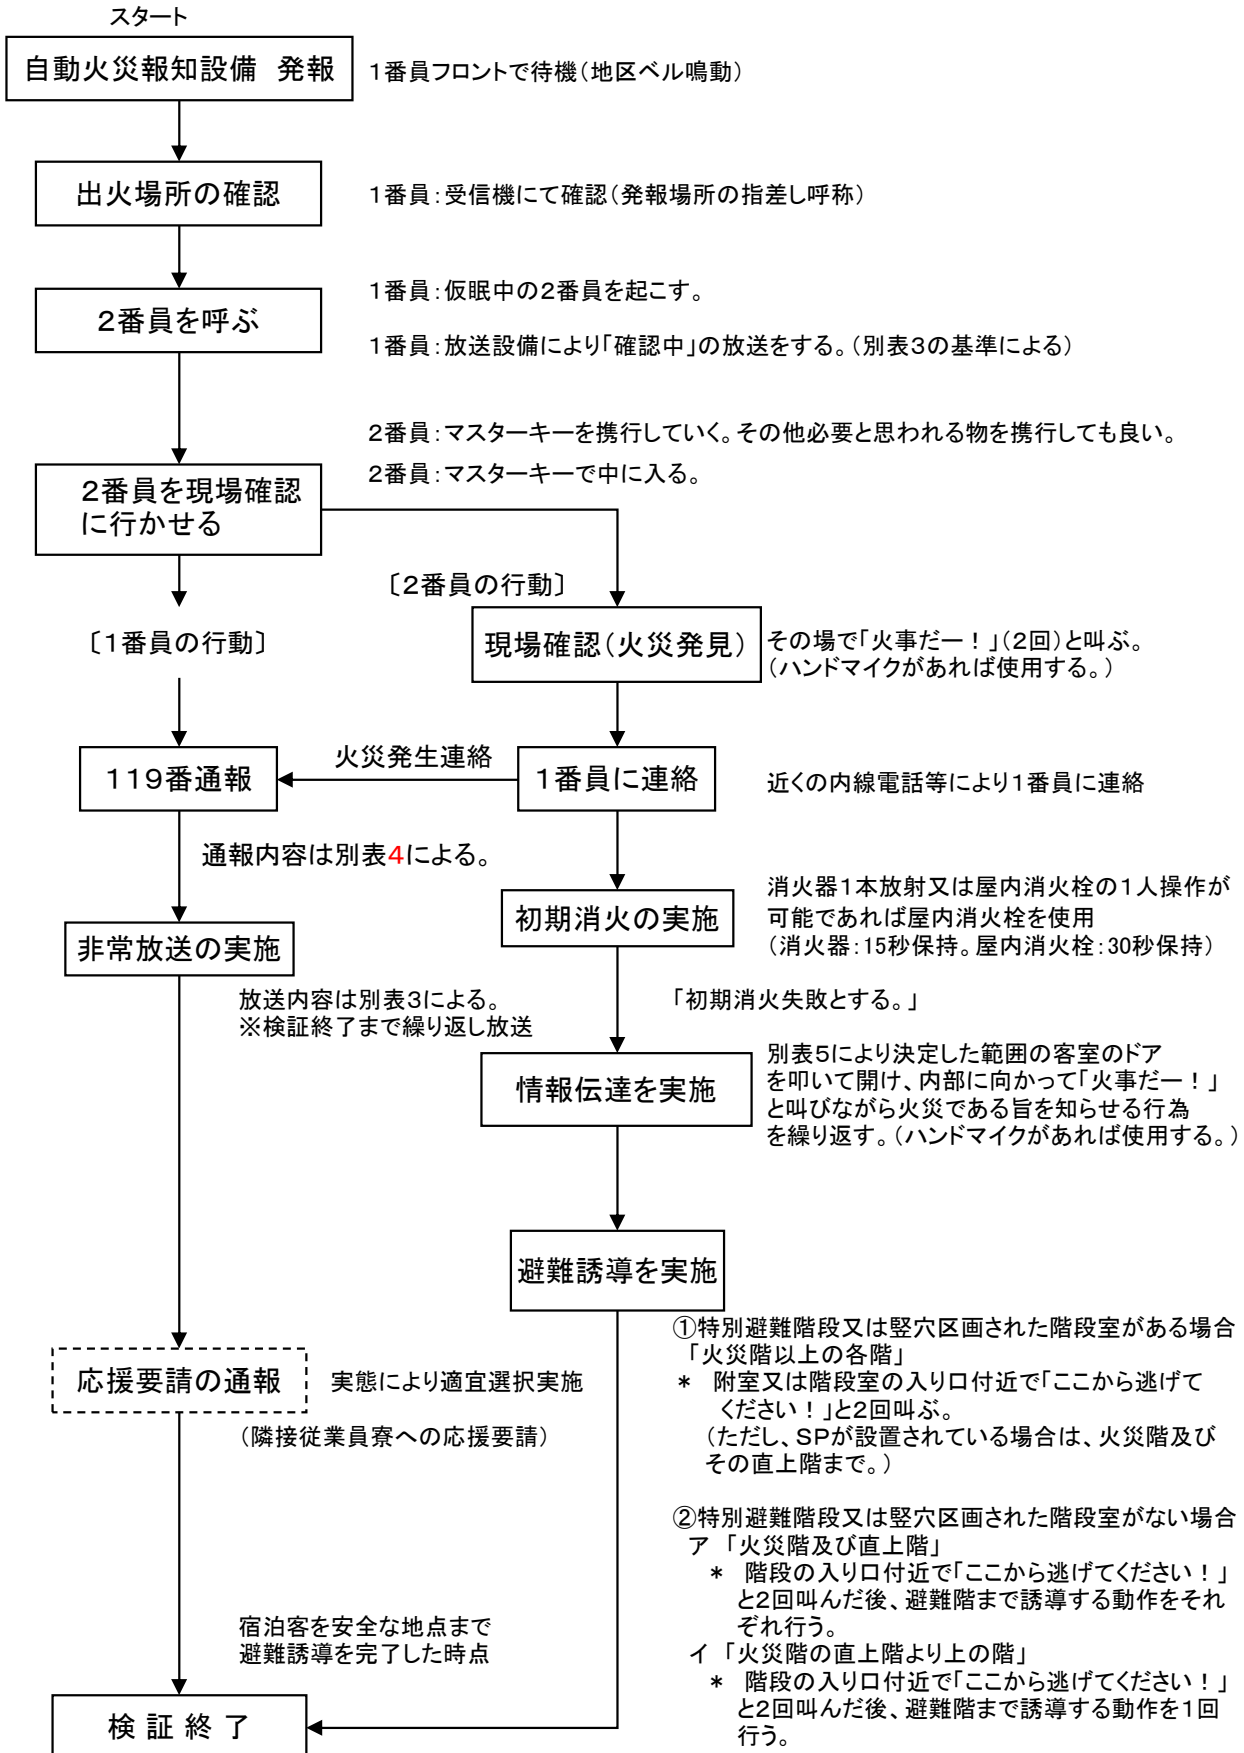 スタート
自動火災報知設備　発報
1番員フロントで待機（地区ベル鳴動）
出火場所の確認
1番員：受信機にて確認（発報場所の指差し呼称）
2番員を呼ぶ
1番員：仮眠中の2番員を起こす。
1番員：放送設備により「確認中」の放送をする。（別表3の基準による）
2番員：マスターキーを携行していく。その他必要と思われる物を携行しても良い。
2番員：マスターキーで中に入る。
2番員を現場確認
に行かせる
〔2番員の行動〕
〔1番員の行動〕
現場確認（火災発見）
その場で「火事だー！」（2回）と叫ぶ。
（ハンドマイクがあれば使用する。）
119番通報
火災発生連絡
1番員に連絡
近くの内線電話等により1番員に連絡
通報内容は別表4による。
初期消火の実施
消火器1本放射又は屋内消火栓の1人操作が
可能であれば屋内消火栓を使用
（消火器：15秒保持。屋内消火栓：30秒保持）
非常放送の実施
放送内容は別表3による。
※検証終了まで繰り返し放送
「初期消火失敗とする。」
情報伝達を実施
別表5により決定した範囲の客室のドア
を叩いて開け、内部に向かって「火事だー！」
と叫びながら火災である旨を知らせる行為
を繰り返す。（ハンドマイクがあれば使用する。）
避難誘導を実施
①特別避難階段又は竪穴区画された階段室がある場合
「火災階以上の各階」
*　附室又は階段室の入り口付近で「ここから逃げて
ください！」と2回叫ぶ。
（ただし、SPが設置されている場合は、火災階及び
その直上階まで。）
応援要請の通報
実態により適宜選択実施
（隣接従業員寮への応援要請）
②特別避難階段又は竪穴区画された階段室がない場合
ア「火災階及び直上階」
*　階段の入り口付近で「ここから逃げてください！」
と2回叫んだ後、避難階まで誘導する動作をそれ
ぞれ行う。
イ「火災階の直上階より上の階」
*　階段の入り口付近で「ここから逃げてください！」
と2回叫んだ後、避難階まで誘導する動作を1回
行う。
宿泊客を安全な地点まで
避難誘導を完了した時点
検 証 終 了